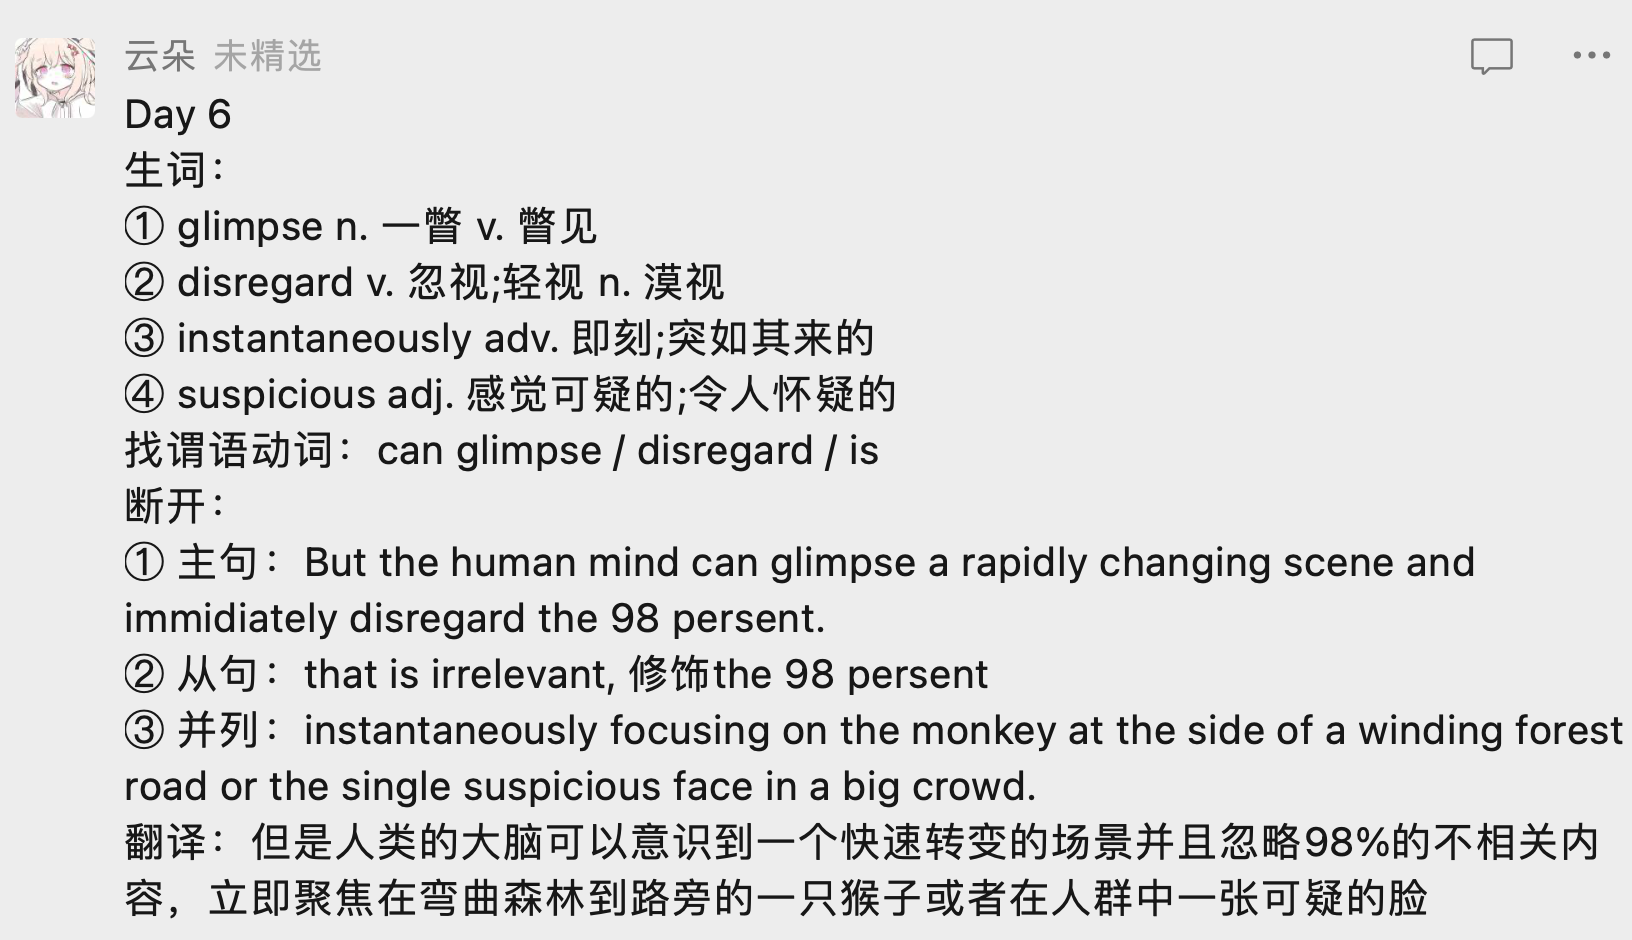 云朵 未精选
Day 6
生词：
① glimpse n. 一瞥 v. 瞥见
② disregard v. 忽视;轻视 n. 漠视
③ instantaneously adv. 即刻;突如其来的
④ suspicious adj. 感觉可疑的;令人怀疑的
找谓语动词：can glimpse / disregard / is
断开：
① 主句：But the human mind can glimpse a rapidly changing scene and
immidiately disregard the 98 persent.
② 从句：that is irrelevant, 修饰the 98 persent
③ 并列：instantaneously focusing on the monkey at the side of a winding forest
road or the single suspicious face in a big crowd.
翻译：但是人类的大脑可以意识到一个快速转变的场景并且忽略98%的不相关内
容，立即聚焦在弯曲森林到路旁的一只猴子或者在人群中一张可疑的脸